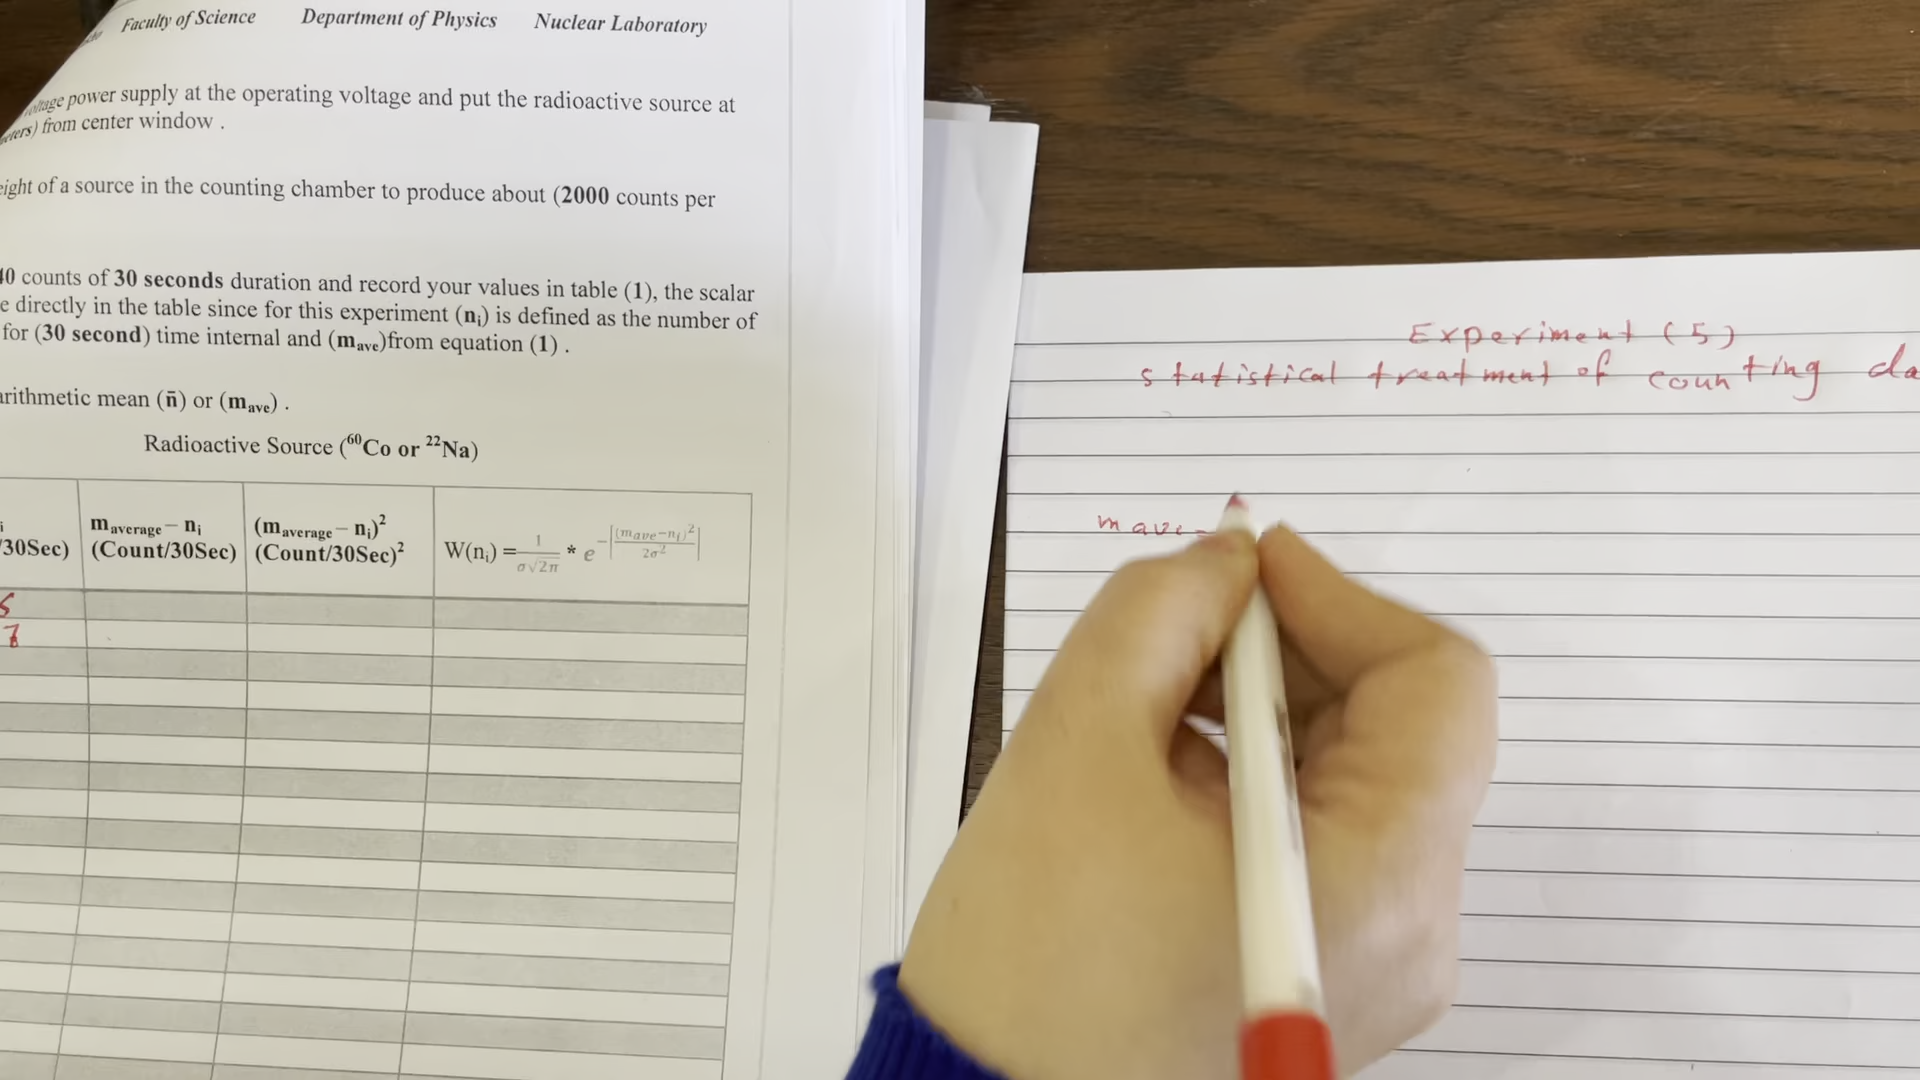 Faculty of Science Department of Physics Nuclear Laboratory
power supply at the operating voltage and put the radioactive source at
from center window .
of a source in the counting chamber to produce about (2000 counts per
counts of 30 seconds duration and record your values in table (1), the scalar
directly in the table since for this experiment (nᵢ) is defined as the number of
for (30 second) time internal and (mave)from equation (1) .
mean (n̄) or (mave) .
Radioactive Source (⁶⁰Co or ²²Na)
/30Sec)
maverage – nᵢ
(Count/30Sec)
(maverage – nᵢ)²
(Count/30Sec)²
W(nᵢ) = 1/σ√2π * e^-|(mave-nᵢ)²/2σ²|
Experiment (5)
statistical treatment of counting da
mave =